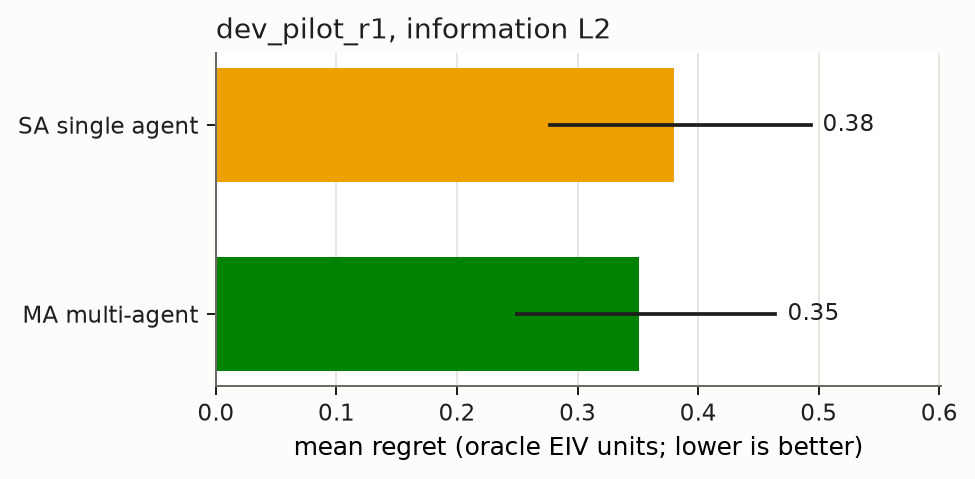 dev_pilot_r1, information L2
SA single agent
0.38
MA multi-agent
0.35
0.0 0.1 0.2 0.3 0.4 0.5 0.6
mean regret (oracle EIV units; lower is better)